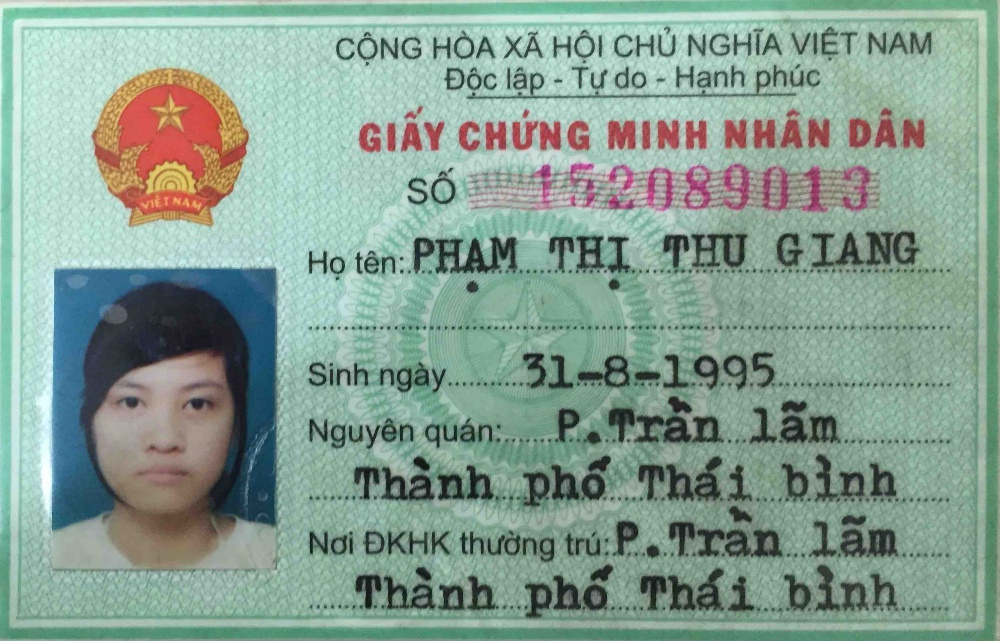 CỘNG HÒA XÃ HỘI CHỦ NGHĨA VIỆT NAM
Độc lập - Tự do - Hạnh phúc
GIẤY CHỨNG MINH NHÂN DÂN
SỐ 152089013
VIỆT NAM
Họ tên: PHẠM THỊ THU GIANG
Sinh ngày 31-8-1995
Nguyên quán: P.Trần lãm
Thành phố Thái bình
Nơi ĐKHK thường trú: P.Trần lãm
Thành phố Thái bình